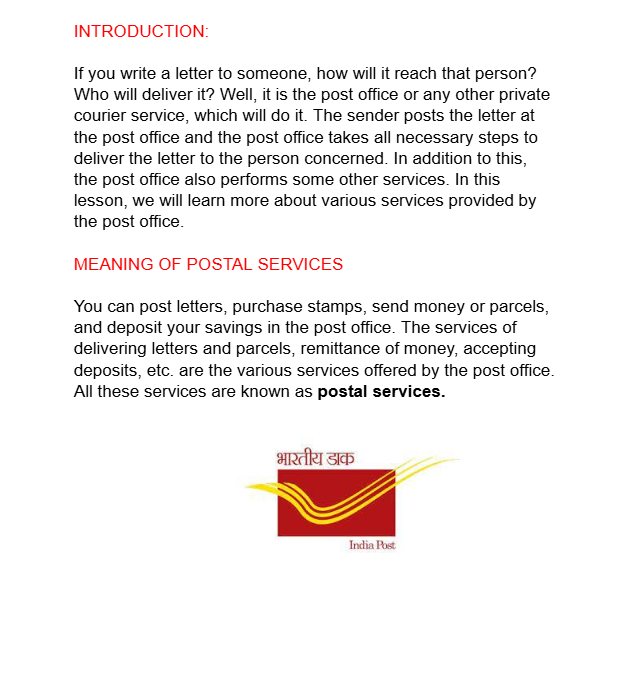 INTRODUCTION:
If you write a letter to someone, how will it reach that person?
Who will deliver it? Well, it is the post office or any other private
courier service, which will do it. The sender posts the letter at
the post office and the post office takes all necessary steps to
deliver the letter to the person concerned. In addition to this,
the post office also performs some other services. In this
lesson, we will learn more about various services provided by
the post office.
MEANING OF POSTAL SERVICES
You can post letters, purchase stamps, send money or parcels,
and deposit your savings in the post office. The services of
delivering letters and parcels, remittance of money, accepting
deposits, etc. are the various services offered by the post office.
All these services are known as postal services.
भारतीय डाक
India Post